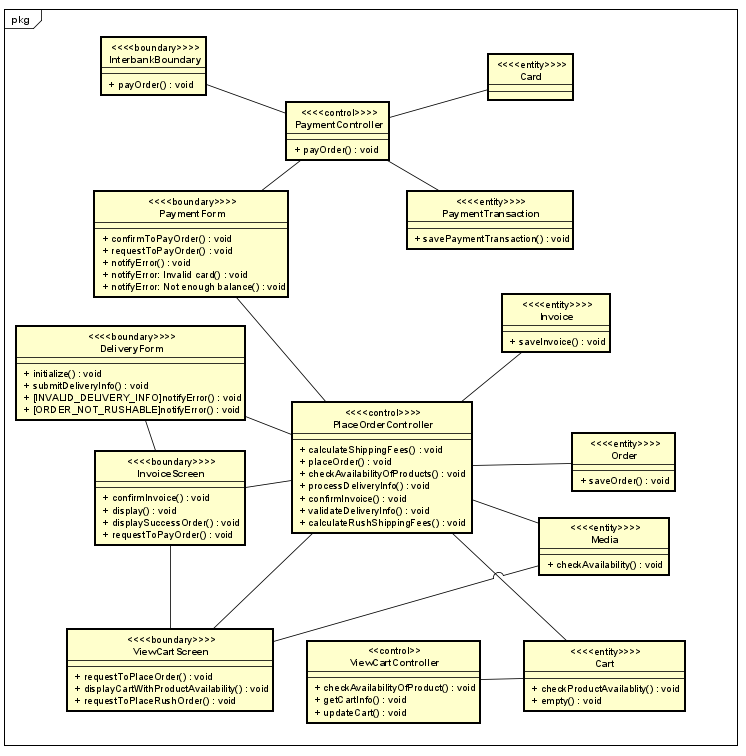 pkg
<<<<boundary>>>>
InterbankBoundary
+ payOrder() : void
<<<<entity>>>>
Card
<<<<control>>>>
PaymentController
+ payOrder() : void
<<<<boundary>>>>
PaymentForm
+ confirmToPayOrder() : void
+ requestToPayOrder() : void
+ notifyError() : void
+ notifyError: Invalid card() : void
+ notifyError: Not enough balance() : void
<<<<entity>>>>
PaymentTransaction
+ savePaymentTransaction() : void
<<<<entity>>>>
Invoice
+ saveInvoice() : void
<<<<boundary>>>>
DeliveryForm
+ initialize() : void
+ submitDeliveryInfo() : void
+ [INVALID_DELIVERY_INFO]notifyError() : void
+ [ORDER_NOT_RUSHABLE]notifyError() : void
<<<<control>>>>
PlaceOrderController
+ calculateShippingFees() : void
+ placeOrder() : void
+ checkAvailabilityOfProducts() : void
+ processDeliveryInfo() : void
+ confirmInvoice() : void
+ validateDeliveryInfo() : void
+ calculateRushShippingFees() : void
<<<<entity>>>>
Order
+ saveOrder() : void
<<<<boundary>>>>
InvoiceScreen
+ confirmInvoice() : void
+ display() : void
+ displaySuccessOrder() : void
+ requestToPayOrder() : void
<<<<entity>>>>
Media
+ checkAvailability() : void
<<<<boundary>>>>
ViewCartScreen
+ requestToPlaceOrder() : void
+ displayCartWithProductAvailability() : void
+ requestToPlaceRushOrder() : void
<<control>>
ViewCartController
+ checkAvailabilityOfProduct() : void
+ getCartInfo() : void
+ updateCart() : void
<<<<entity>>>>
Cart
+ checkProductAvailablity() : void
+ empty() : void